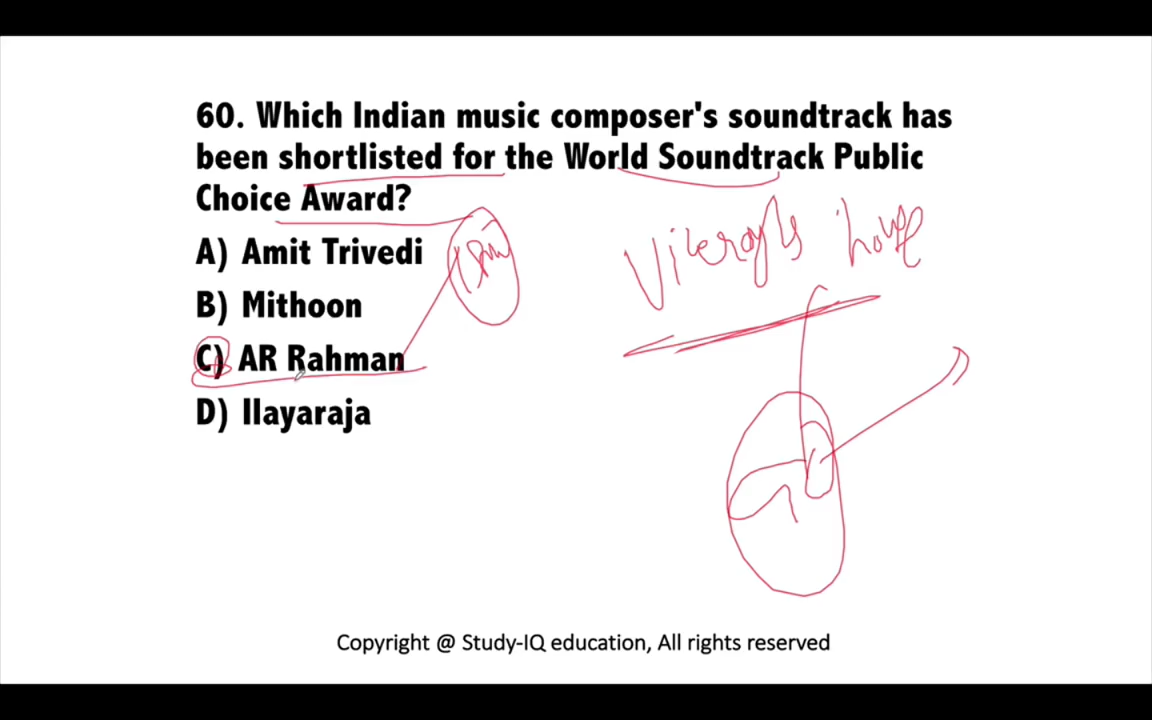 60. Which Indian music composer's soundtrack has
been shortlisted for the World Soundtrack Public
Choice Award?
A) Amit Trivedi
B) Mithoon
C) AR Rahman
D) Ilayaraja
Viceroy's house
Copyright @ Study-IQ education, All rights reserved